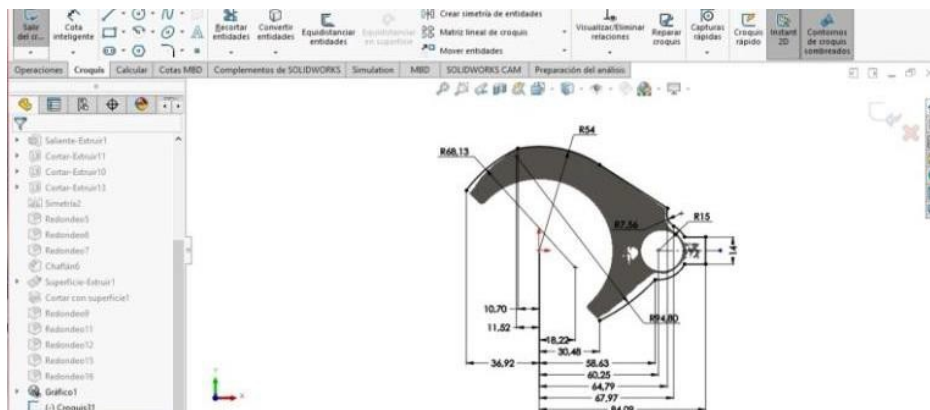 Salir del cr...
Cota inteligente
Recortar entidades
Convertir entidades
Equidistanciar entidades
Equidistanciar en superficie
Crear simetría de entidades
Matriz lineal de croquis
Mover entidades
Visualizar/Eliminar relaciones
Reparar croquis
Capturas rápidas
Croquis rápido
Instant 2D
Contornos de croquis sombreados
Operaciones Croquis Calcular Cotas MBD Complementos de SOLIDWORKS Simulation MBD SOLIDWORKS CAM Preparación del análisis
Saliente-Extruir1
Cortar-Extruir11
Cortar-Extruir10
Cortar-Extruir13
Simetría2
Redondeo5
Redondeo6
Redondeo7
Chaflán6
Superficie-Extruir1
Cortar con superficie1
Redondeo9
Redondeo11
Redondeo12
Redondeo15
Redondeo16
Gráfico1
(-) Croquis31
R54
R68,13
R7,56
R15
14
10,70
11,52
R94,80
18,22
30,48
36,92
58,63
60,25
64,79
67,97
84,09